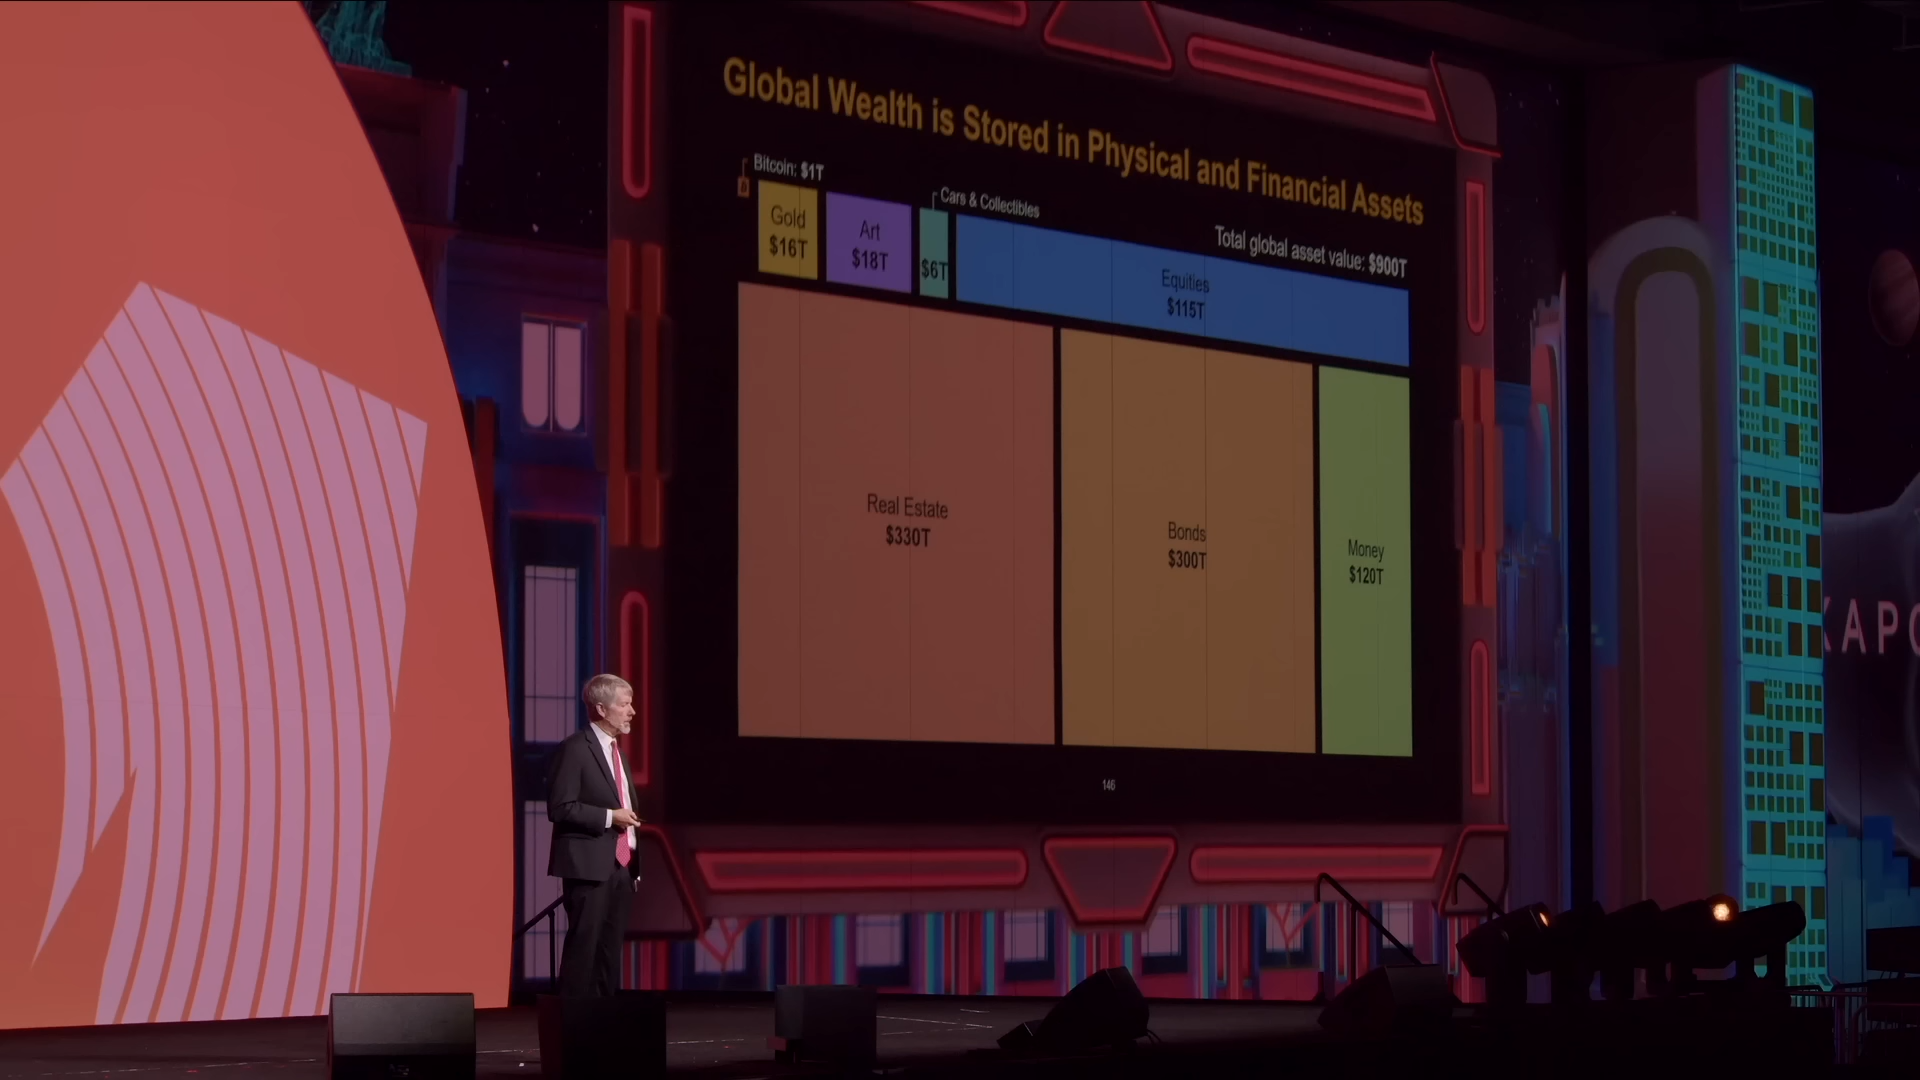 Global Wealth is Stored in Physical and Financial Assets
Bitcoin: $1T
Cars & Collectibles
Total global asset value: $900T
Gold
$16T
Art
$18T
$6T
Equities
$115T
Real Estate
$330T
Bonds
$300T
Money
$120T
146
KAPO